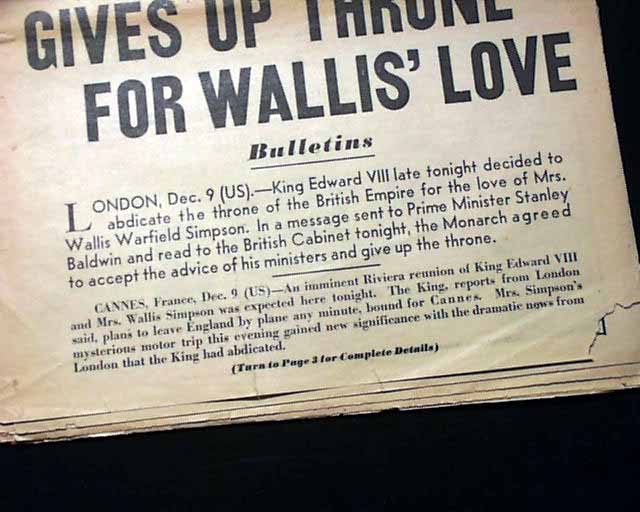 GIVES UP THRONE
FOR WALLIS' LOVE
Bulletins
LONDON, Dec. 9 (US).—King Edward VIII late tonight decided to
abdicate the throne of the British Empire for the love of Mrs.
Wallis Warfield Simpson. In a message sent to Prime Minister Stanley
Baldwin and read to the British Cabinet tonight, the Monarch agreed
to accept the advice of his ministers and give up the throne.
CANNES, France, Dec. 9 (US)—An imminent Riviera reunion of King Edward VIII
and Mrs. Wallis Simpson was expected here tonight. The King, reports from London
said, plans to leave England by plane any minute, bound for Cannes. Mrs. Simpson's
mysterious motor trip this evening gained new significance with the dramatic news from
London that the King had abdicated.
(Turn to Page 3 for Complete Details)